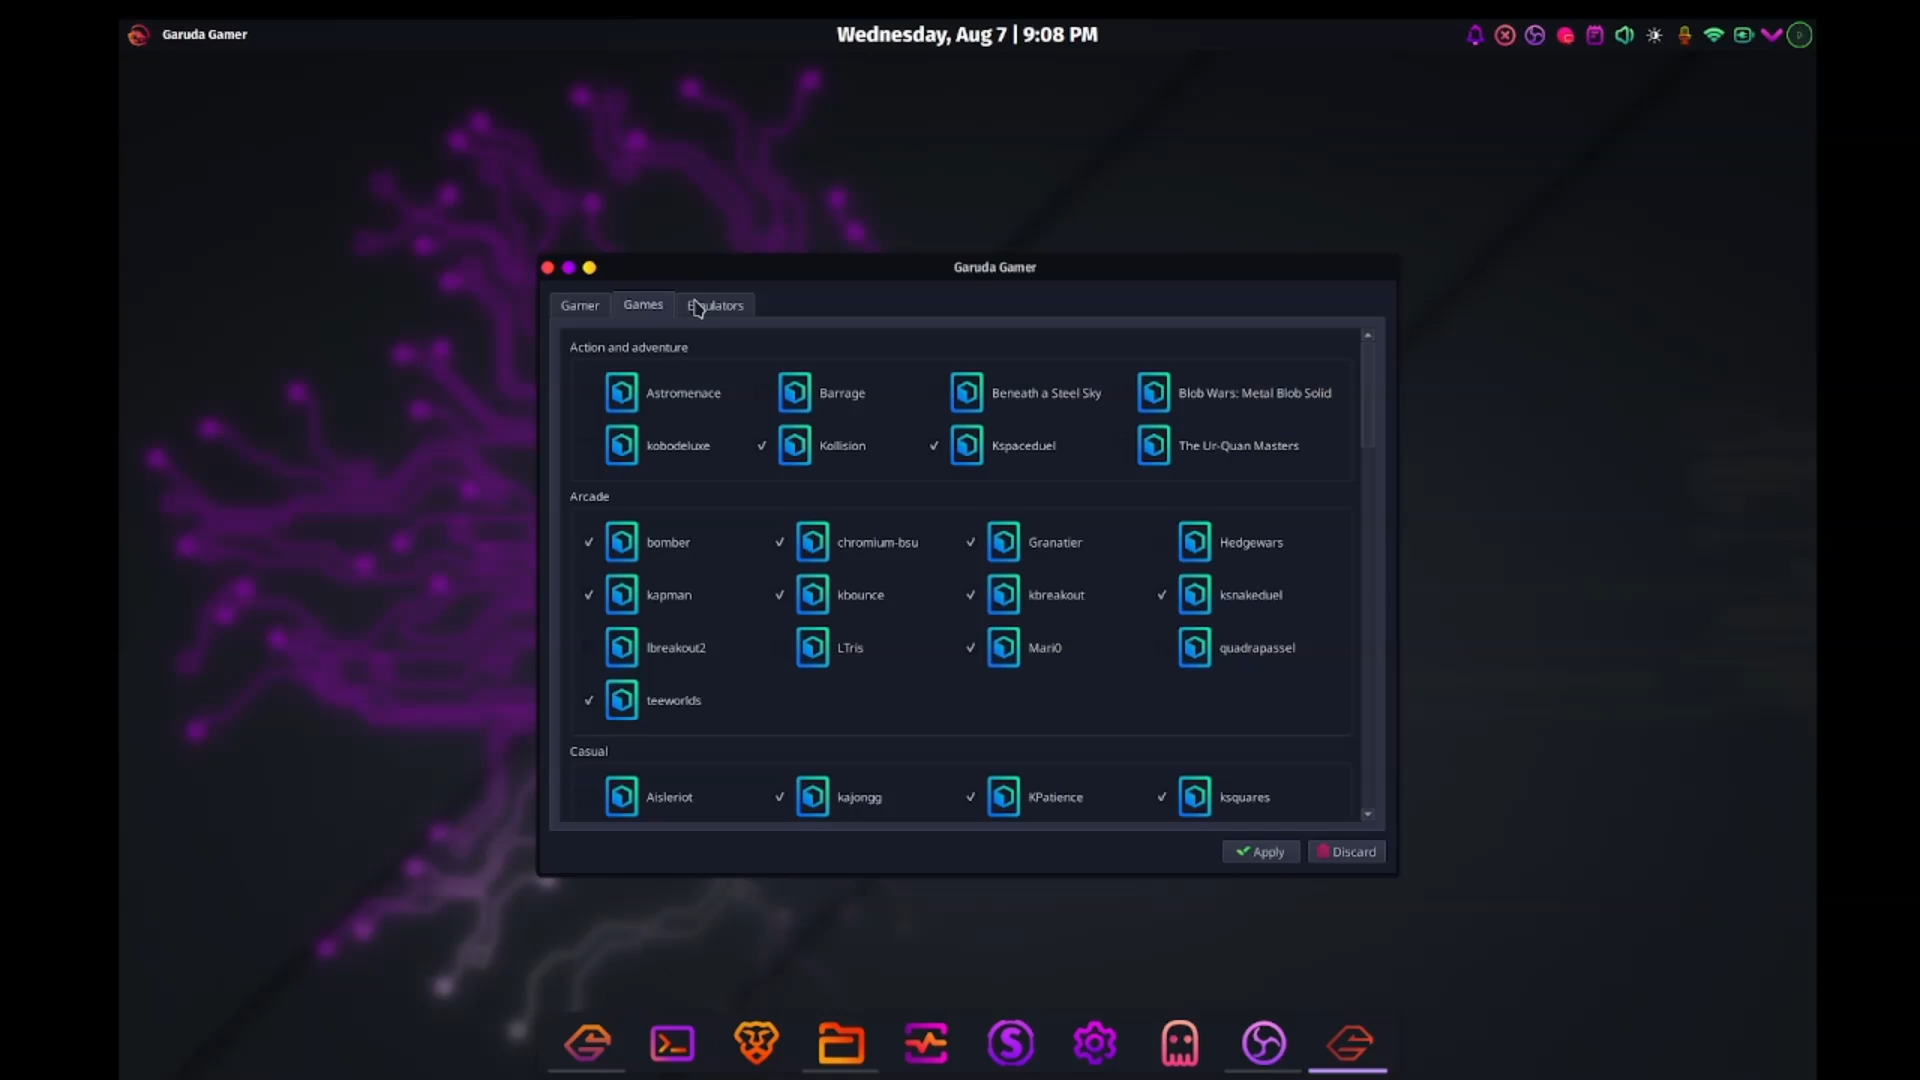 Garuda Gamer
Wednesday, Aug 7 | 9:08 PM
Garuda Gamer
Gamer Games Emulators
Action and adventure
Astromenace Barrage Beneath a Steel Sky Blob Wars: Metal Blob Solid
kobodeluxe Kollision Kspaceduel The Ur-Quan Masters
Arcade
bomber chromium-bsu Granatier Hedgewars
kapman kbounce kbreakout ksnakeduel
lbreakout2 LTris Mari0 quadrapassel
teeworlds
Casual
Aisleriot kajongg KPatience ksquares
Apply Discard